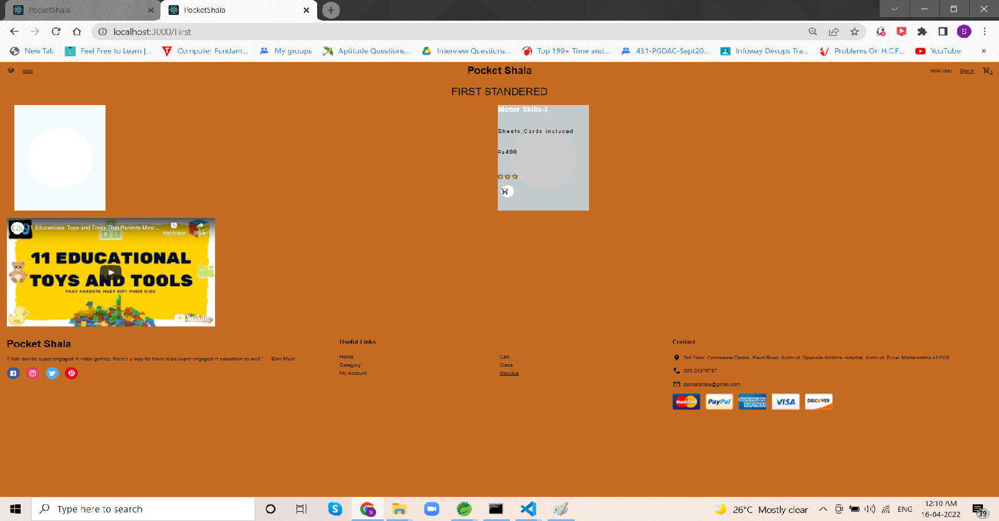 PocketShala
PocketShala
localhost:3000/First
New Tab
Feel Free to Learn |...
Computer Fundam...
My groups
Aptitude Questions...
Interview Questions...
Top 199+ Time and...
431-PGDAC-Sept20...
Infoway Devops Tra...
Problems On H.C.F...
YouTube
»
class
Pocket Shala
Hello User
Sign In
0
FIRST STANDERED
Motor Skills-I
Sheets,Cards included
Rs400
11 Educational Toys and Tools That Parents Must...
Watch later
Share
11 EDUCATIONAL
TOYS AND TOOLS
THAT PARENTS MUST GIFT THEIR KIDS
YouTube
Pocket Shala
If kids can be super engaged in video games, there's a way for them to be super engaged in education as well." Elon Musk
Useful Links
Home
Category
My Account
Cart
Class
Aboutus
Contact
3rd Floor, Commerce Centre, Paud Road, Kothrud, Opposite Krishna Hospital, Kothrud, Pune, Maharashtra 411038
020-24376787
pocketshala@gmail.com
MasterCard
PayPal
AMERICAN EXPRESS
VISA
DISCOVER
Type here to search
26°C Mostly clear
ENG
12:10 AM
16-04-2022
39